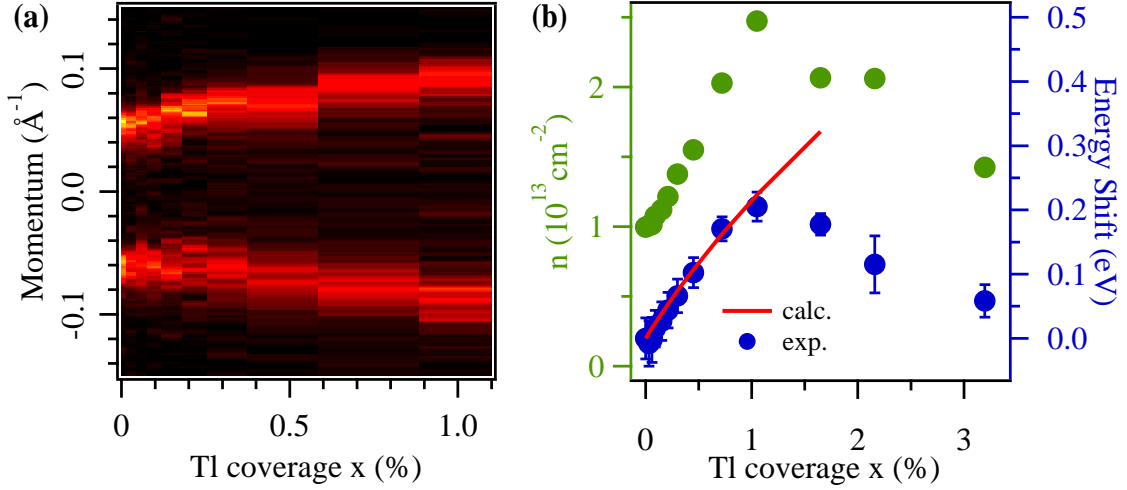 (a)
Momentum (Å⁻¹)
0.1
0.0
-0.1
0
0.5
1.0
Tl coverage x (%)
(b)
n (10¹³ cm⁻²)
2
1
0
calc.
exp.
0
1
2
3
Tl coverage x (%)
0.5
0.4
0.3
0.2
0.1
0.0
Energy Shift (eV)